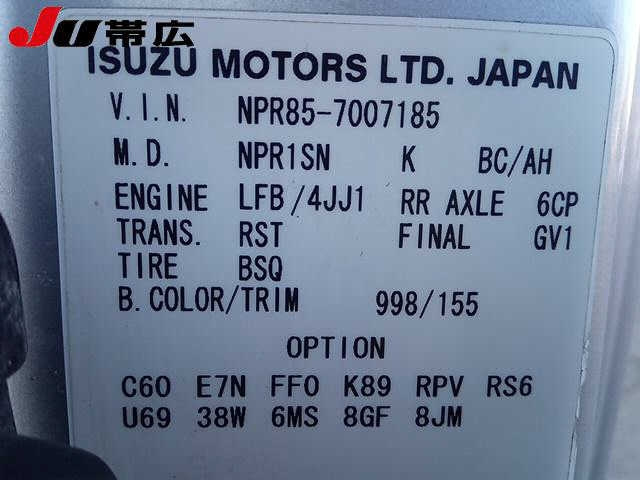 JU帯広
ISUZU MOTORS LTD. JAPAN
V.I.N. NPR85-7007185
M.D. NPR1SN K BC/AH
ENGINE LFB/4JJ1 RR AXLE 6CP
TRANS. RST FINAL GV1
TIRE BSQ
B.COLOR/TRIM 998/155
OPTION
C60 E7N FF0 K89 RPV RS6
U69 38W 6MS 8GF 8JM